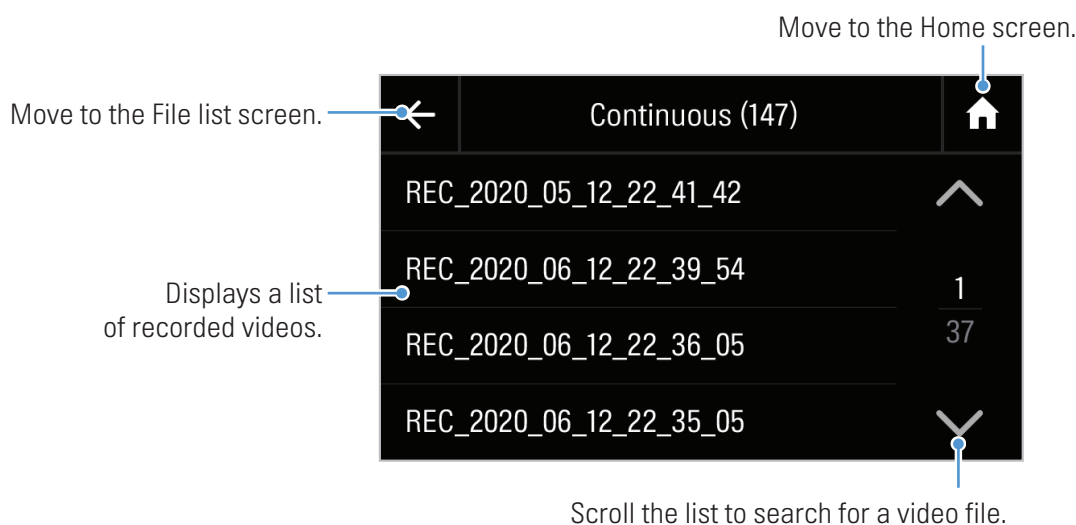 Move to the Home screen.
Move to the File list screen.
Continuous (147)
REC_2020_05_12_22_41_42
REC_2020_06_12_22_39_54
Displays a list
of recorded videos.
1
37
REC_2020_06_12_22_36_05
REC_2020_06_12_22_35_05
Scroll the list to search for a video file.